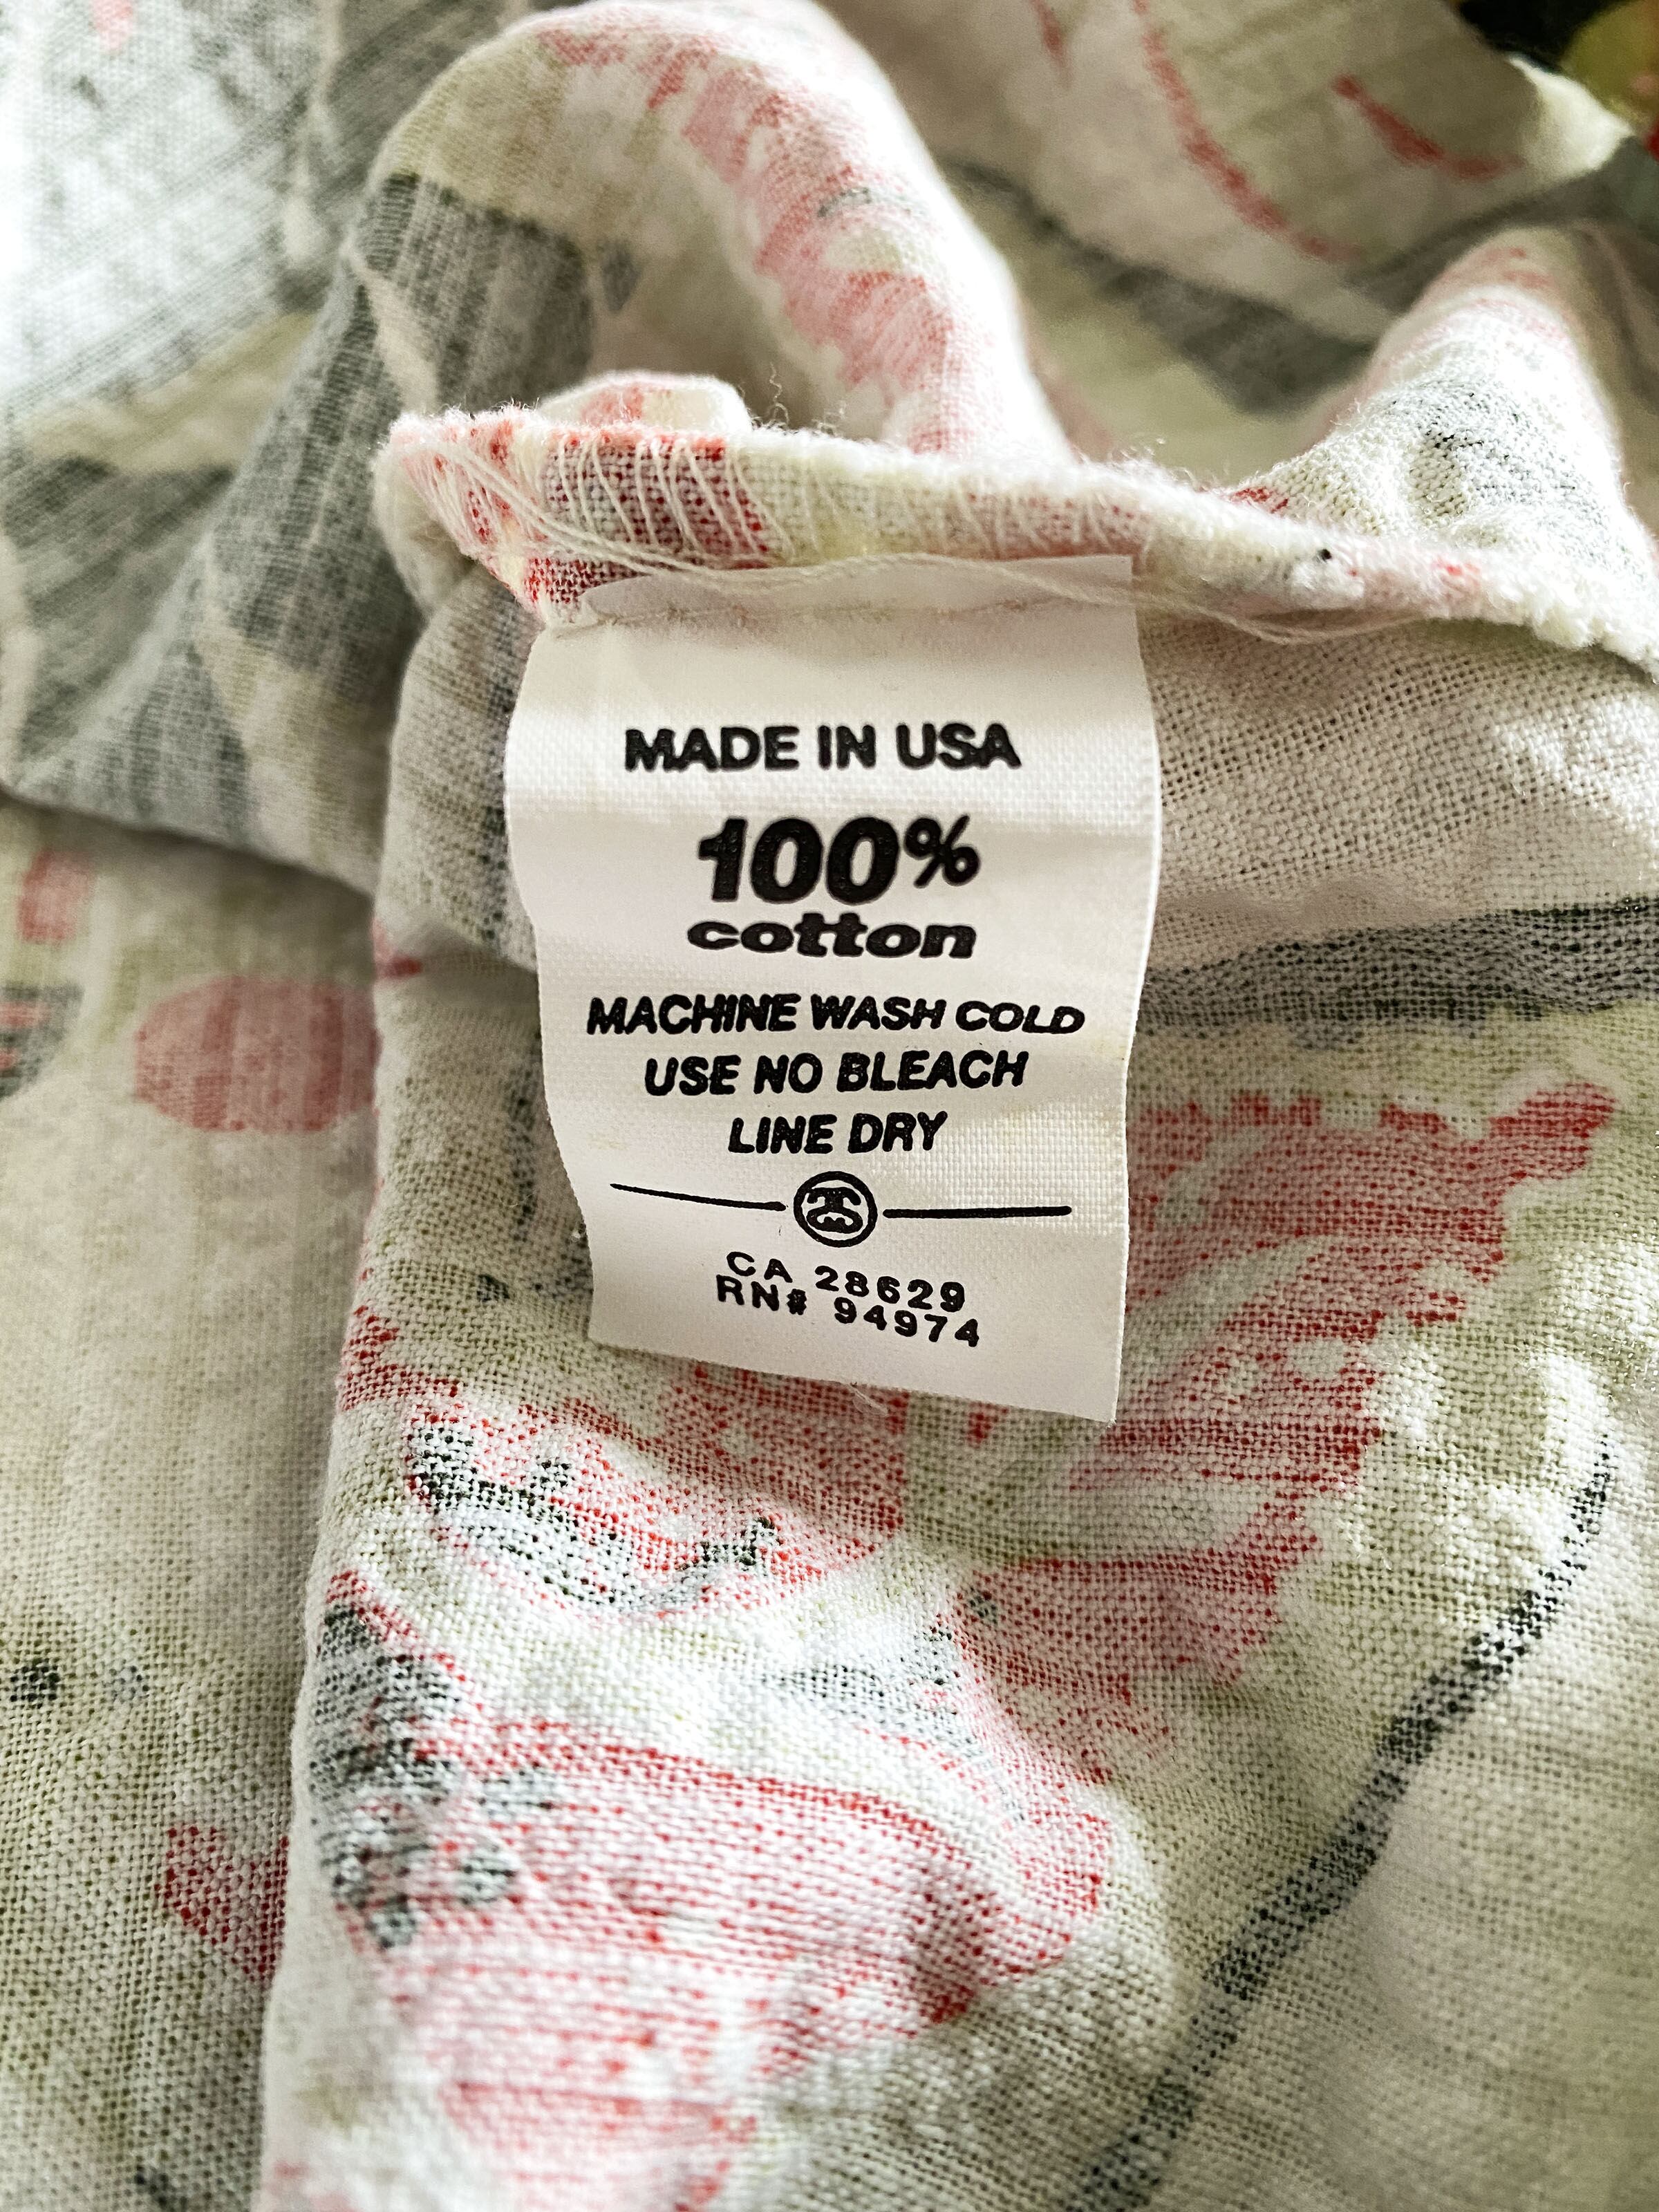 MADE IN USA
100%
cotton
MACHINE WASH COLD
USE NO BLEACH
LINE DRY
CA 28629
RN# 94974